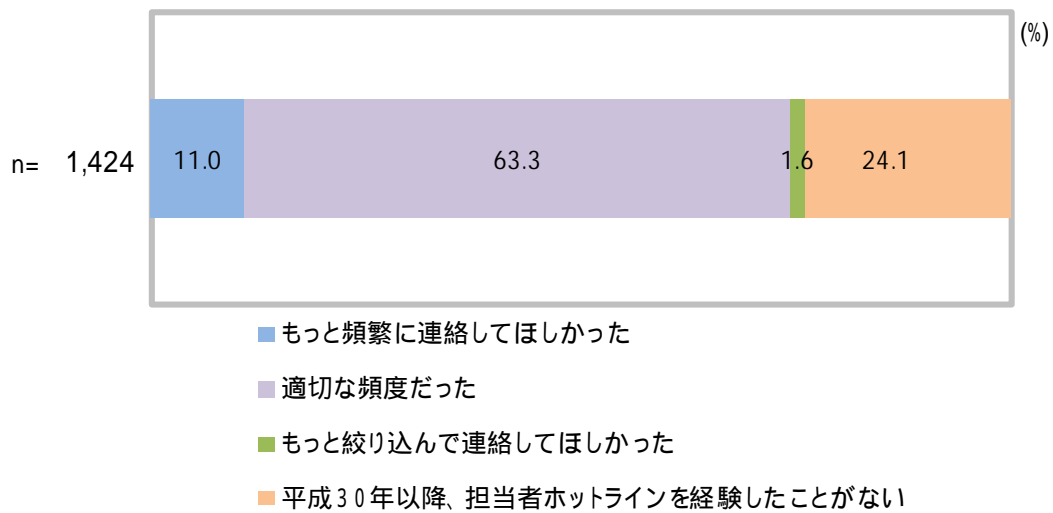 (%)
n= 1,424 11.0 63.3 1.6 24.1
もっと頻繁に連絡してほしかった
適切な頻度だった
もっと絞り込んで連絡してほしかった
平成30年以降、担当者ホットラインを経験したことがない